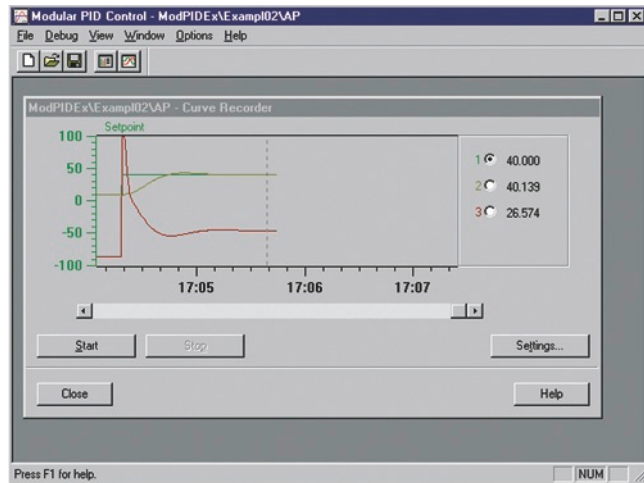 Modular PID Control - ModPIDEx\Exampl02\AP
File Debug View Window Options Help
ModPIDEx\Exampl02\AP - Curve Recorder
Setpoint
100
50
0
-50
-100
17:05 17:06 17:07
1 40.000
2 40.139
3 26.574
Start Stop Settings...
Close Help
Press F1 for help. NUM